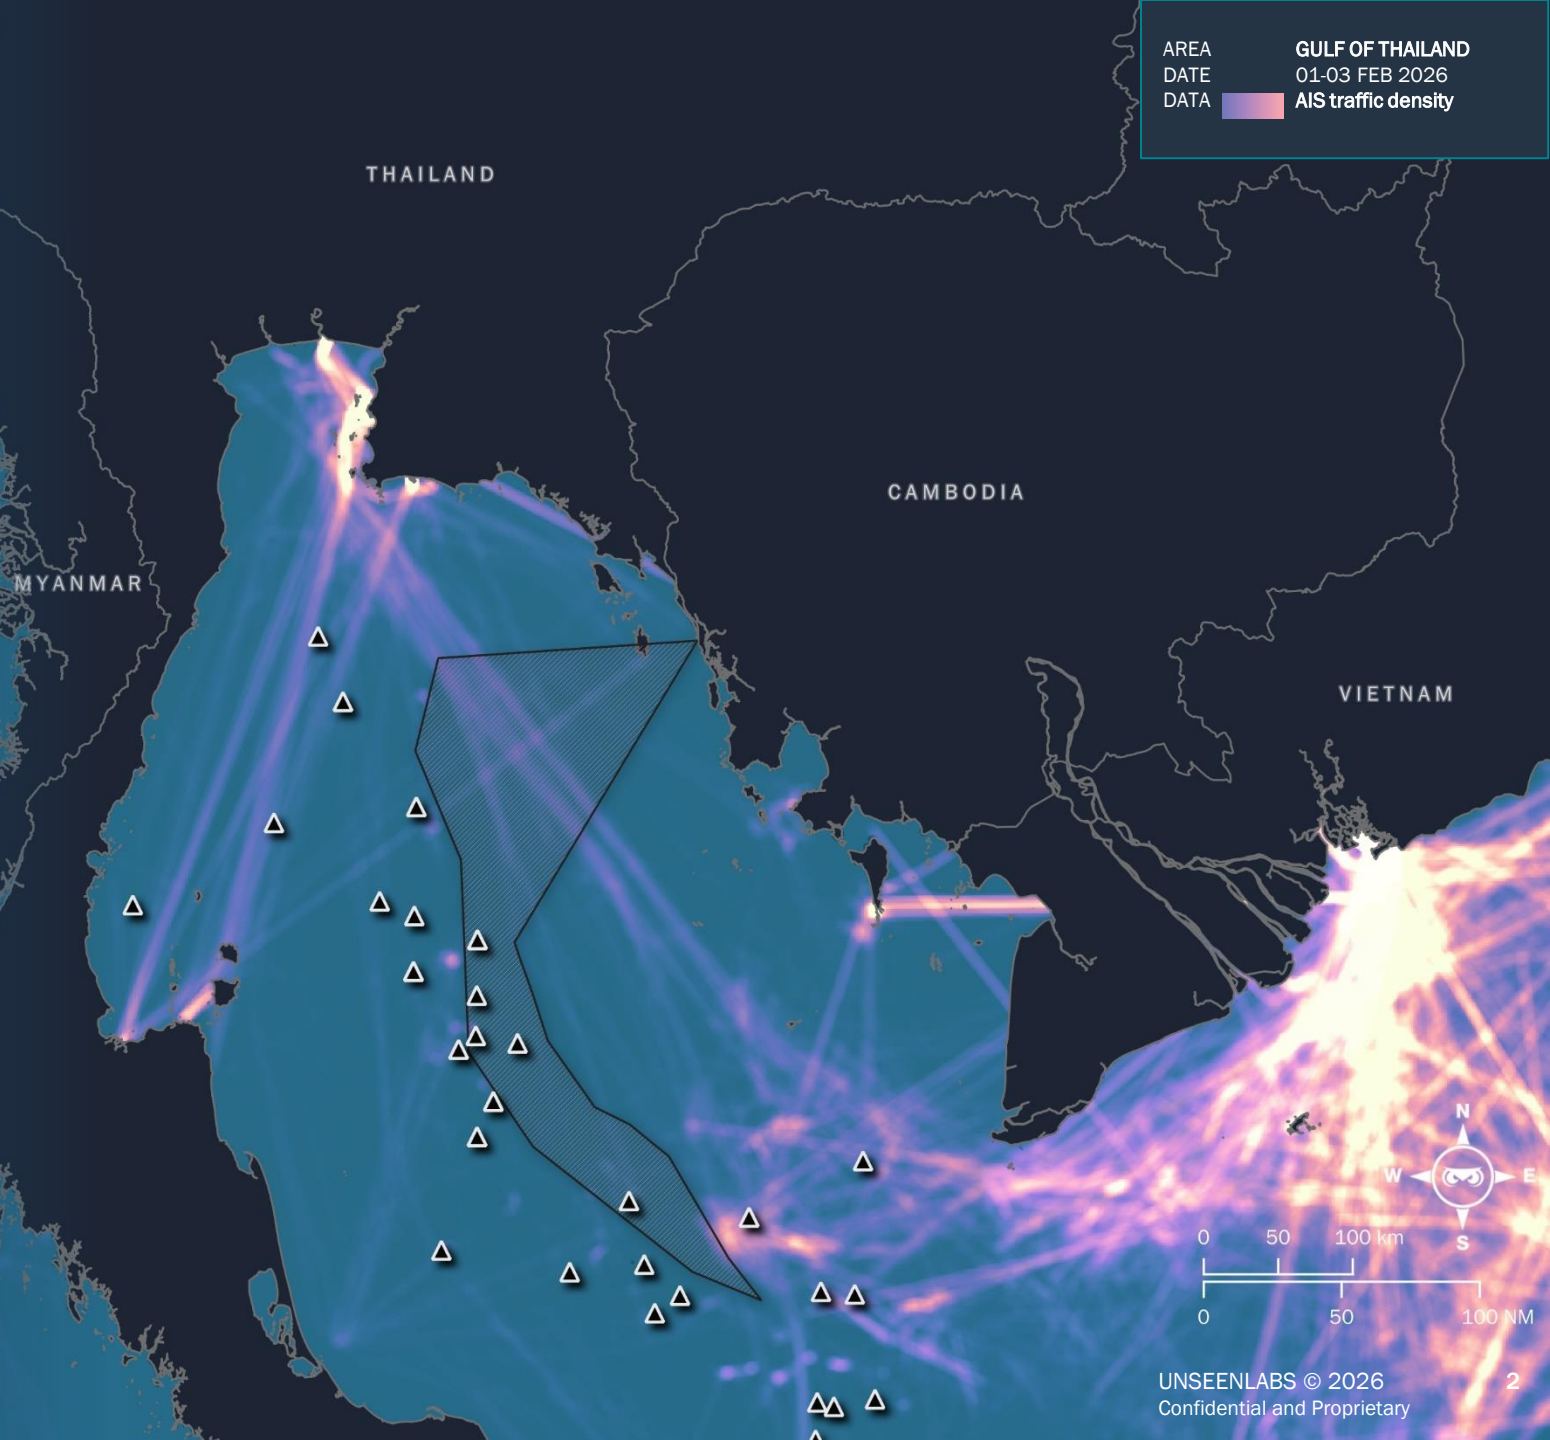 AREA GULF OF THAILAND
DATE 01-03 FEB 2026
DATA AIS traffic density
THAILAND
CAMBODIA
MYANMAR
VIETNAM
N
W E
S
0 50 100 km
0 50 100 NM
UNSEENLABS © 2026 2
Confidential and Proprietary